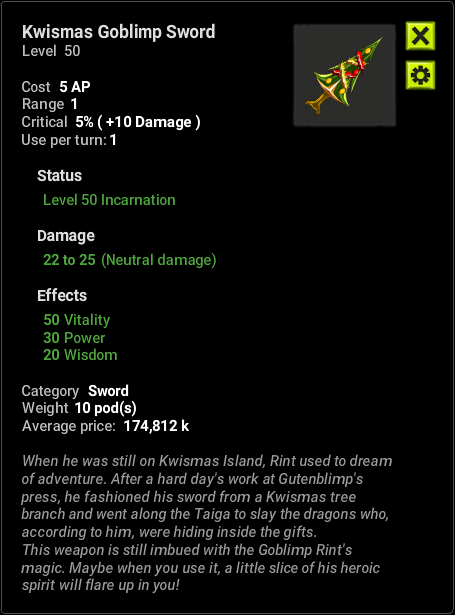 Kwismas Goblimp Sword
Level 50
Cost 5 AP
Range 1
Critical 5% ( +10 Damage )
Use per turn: 1
Status
Level 50 Incarnation
Damage
22 to 25 (Neutral damage)
Effects
50 Vitality
30 Power
20 Wisdom
Category Sword
Weight 10 pod(s)
Average price: 174,812 k
When he was still on Kwismas Island, Rint used to dream
of adventure. After a hard day's work at Gutenblimp's
press, he fashioned his sword from a Kwismas tree
branch and went along the Taiga to slay the dragons who,
according to him, were hiding inside the gifts.
This weapon is still imbued with the Goblimp Rint's
magic. Maybe when you use it, a little slice of his heroic
spirit will flare up in you!